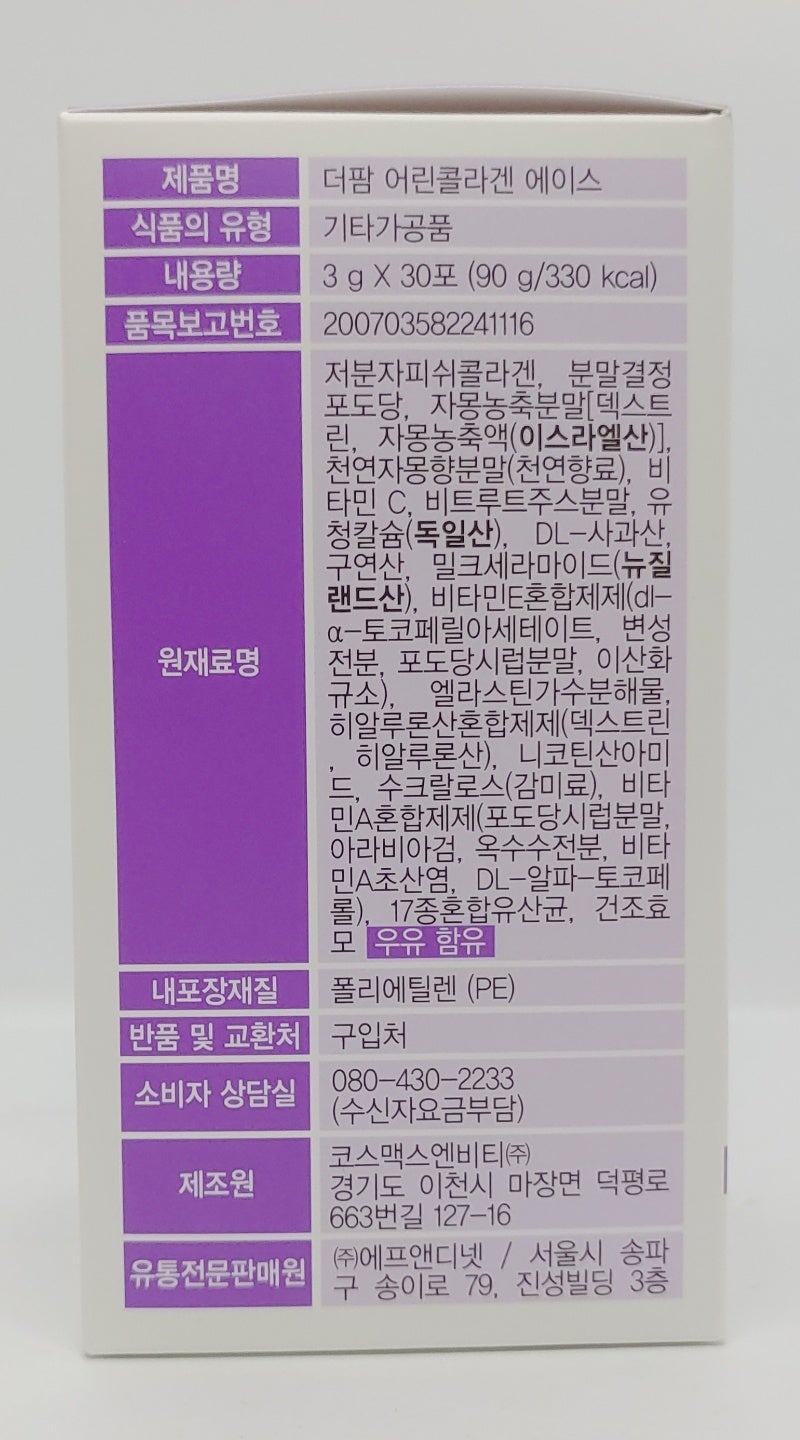 제품명 더팜 어린콜라겐 에이스
식품의 유형 기타가공품
내용량 3 g X 30포 (90 g/330 kcal)
품목보고번호 200703582241116
원재료명
저분자피쉬콜라겐, 분말결정
포도당, 자몽농축분말[덱스트
린, 자몽농축액(이스라엘산)],
천연자몽향분말(천연향료), 비
타민 C, 비트루트주스분말, 유
청칼슘(독일산), DL-사과산,
구연산, 밀크세라마이드(뉴질
랜드산), 비타민E혼합제제(dl-
α-토코페릴아세테이트, 변성
전분, 포도당시럽분말, 이산화
규소), 엘라스틴가수분해물,
히알루론산혼합제제(덱스트린
, 히알루론산), 니코틴산아미
드, 수크랄로스(감미료), 비타
민A혼합제제(포도당시럽분말,
아라비아검, 옥수수전분, 비타
민A초산염, DL-알파-토코페
롤), 17종혼합유산균, 건조효
모 우유 함유
내포장재질 폴리에틸렌 (PE)
반품 및 교환처 구입처
소비자 상담실
080-430-2233
(수신자요금부담)
제조원
코스맥스엔비티㈜
경기도 이천시 마장면 덕평로
663번길 127-16
유통전문판매원
㈜에프앤디넷 / 서울시 송파
구 송이로 79, 진성빌딩 3층